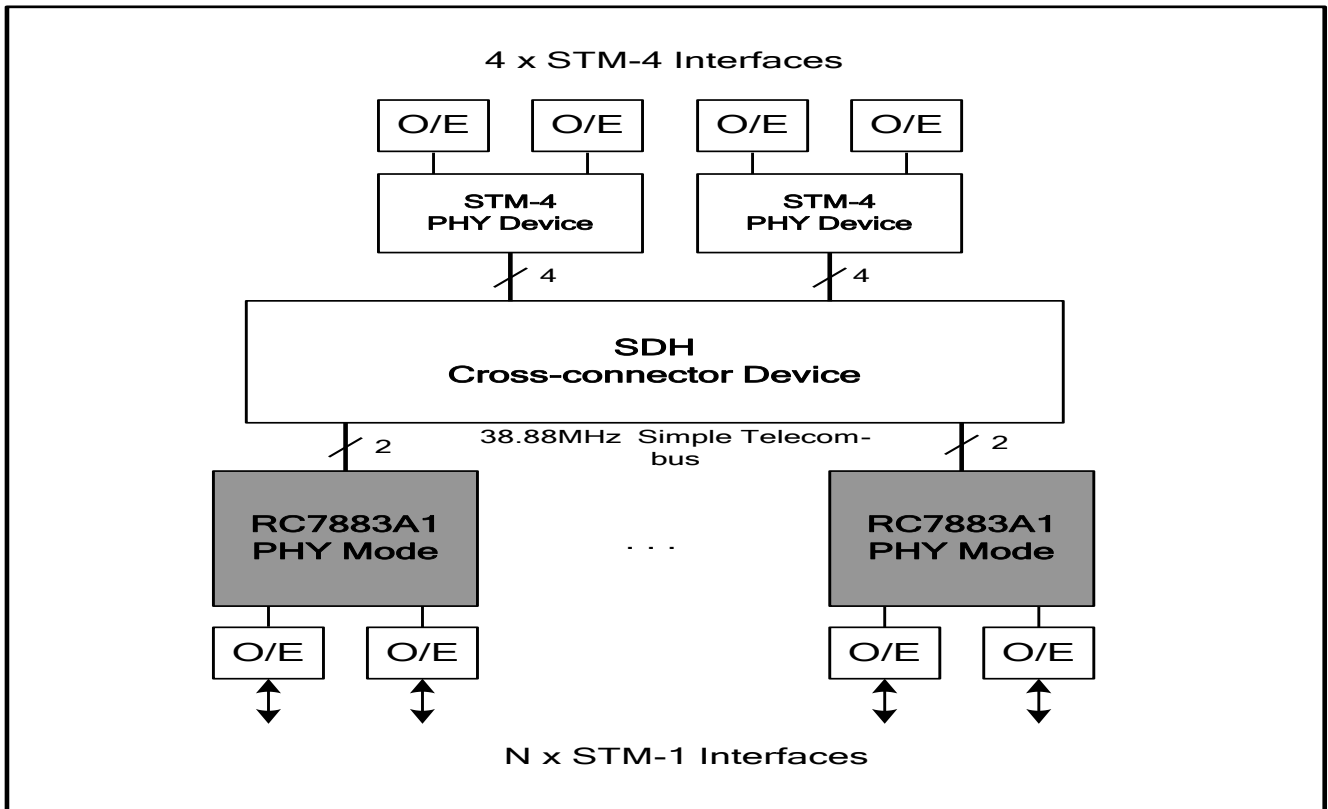 4 x STM-4 Interfaces
O/E O/E O/E O/E
STM-4 STM-4
PHY Device PHY Device
4 4
SDH
Cross-connector Device
2 38.88MHz Simple Telecom- 2
bus
RC7883A1 RC7883A1
PHY Mode . . . PHY Mode
O/E O/E O/E O/E
N x STM-1 Interfaces